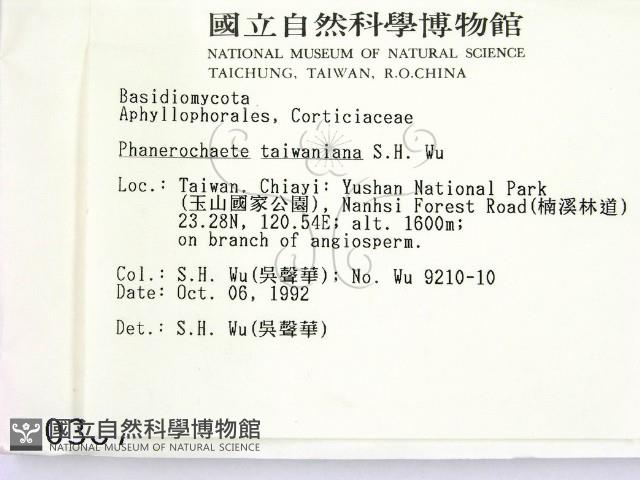 國立自然科學博物館
NATIONAL MUSEUM OF NATURAL SCIENCE
TAICHUNG, TAIWAN, R.O.CHINA
Basidiomycota
Aphyllophorales, Corticiaceae
Phanerochaete taiwaniana S.H. Wu
Loc.: Taiwan. Chiayi: Yushan National Park
(玉山國家公園), Nanhsi Forest Road(楠溪林道)
23.28N, 120.54E; alt. 1600m;
on branch of angiosperm.
Col.: S.H. Wu(吳聲華); No. Wu 9210-10
Date: Oct. 06, 1992
Det.: S.H. Wu(吳聲華)
國立自然科學博物館
NATIONAL MUSEUM OF NATURAL SCIENCE